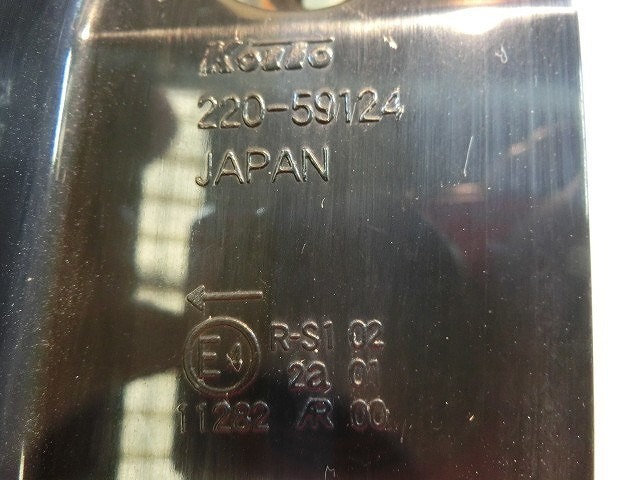 Koito
220-59124
JAPAN
R-S1 02
E4
2a 01
11282 AR 00